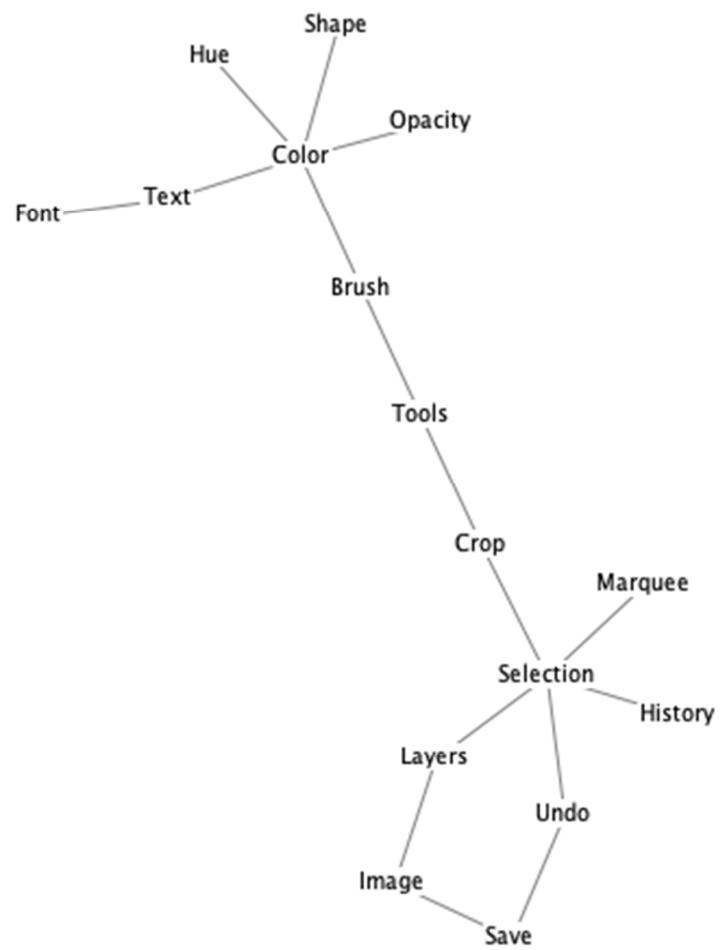 Shape
Hue
Opacity
Color
Text
Font
Brush
Tools
Crop
Marquee
Selection
History
Layers
Undo
Image
Save